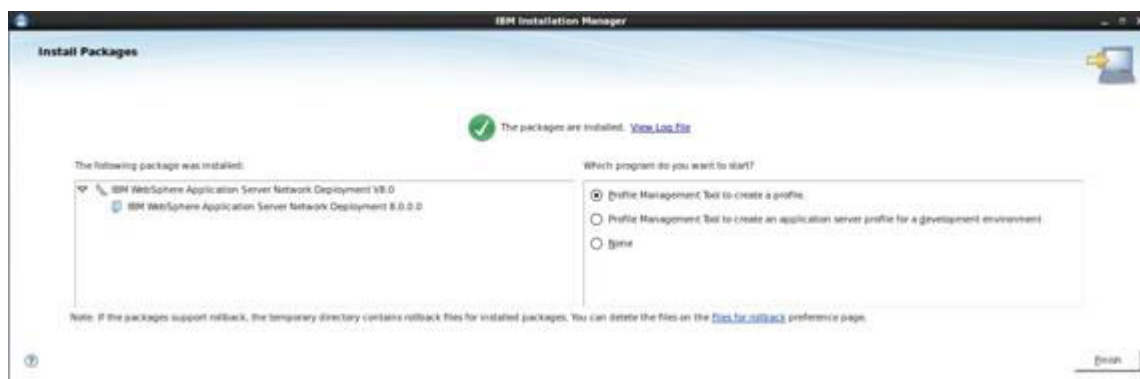 IBM Installation Manager
Install Packages
The packages are installed. View Log File
The following package was installed:
IBM WebSphere Application Server Network Deployment V8.0
IBM WebSphere Application Server Network Deployment 8.0.0.0
Which program do you want to start?
Profile Management Tool to create a profile.
Profile Management Tool to create an application server profile for a development environment.
None
Note: If the packages support rollback, the temporary directory contains rollback files for installed packages. You can delete the files on the Files for rollback preference page.
?
Finish